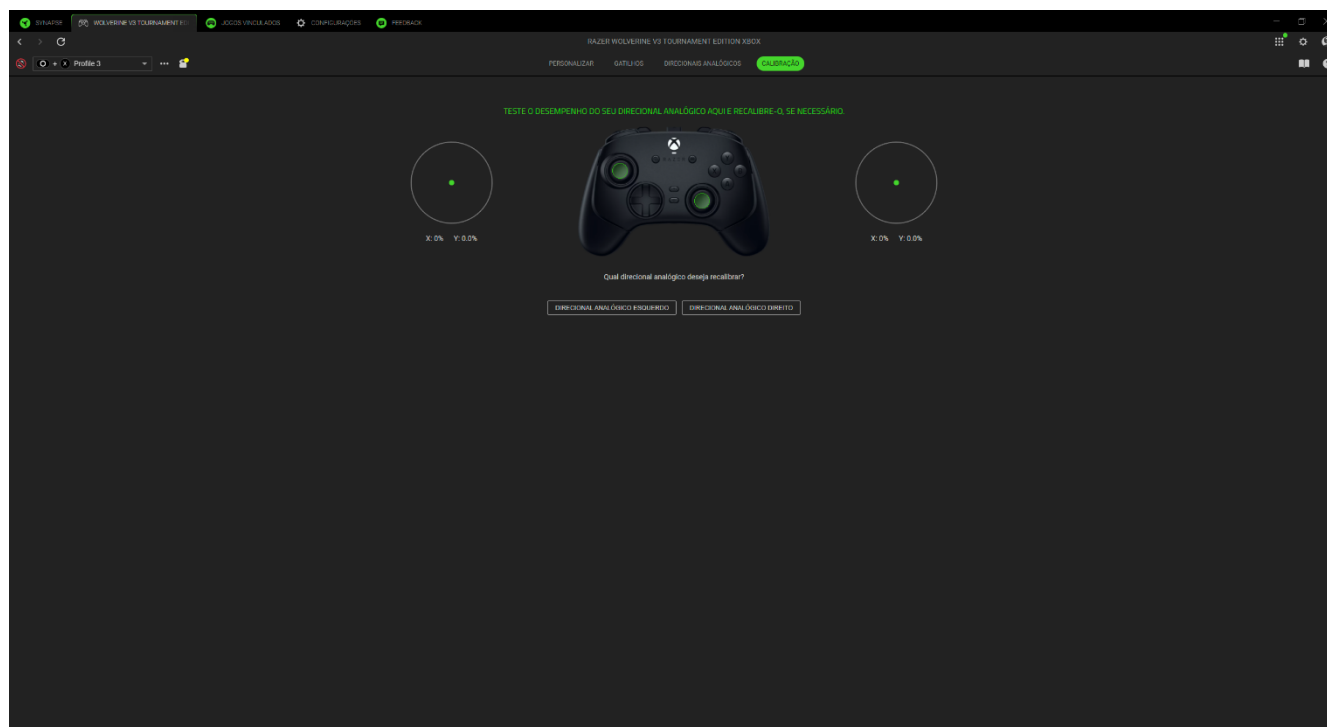 SYNAPSE WOLVERINE V3 TOURNAMENT ED JOGOS VINCULADOS CONFIGURAÇÕES FEEDBACK
RAZER WOLVERINE V3 TOURNAMENT EDITION XBOX
+ X Profile 3 PERSONALIZAR GATILHOS DIRECIONAIS ANALÓGICOS CALIBRAÇÃO
TESTE O DESEMPENHO DO SEU DIRECIONAL ANALÓGICO AQUI E RECALIBRE-O, SE NECESSÁRIO.
RAZER
X: 0% Y: 0.0% X: 0% Y: 0.0%
Qual direcional analógico deseja recalibrar?
DIRECIONAL ANALÓGICO ESQUERDO DIRECIONAL ANALÓGICO DIREITO